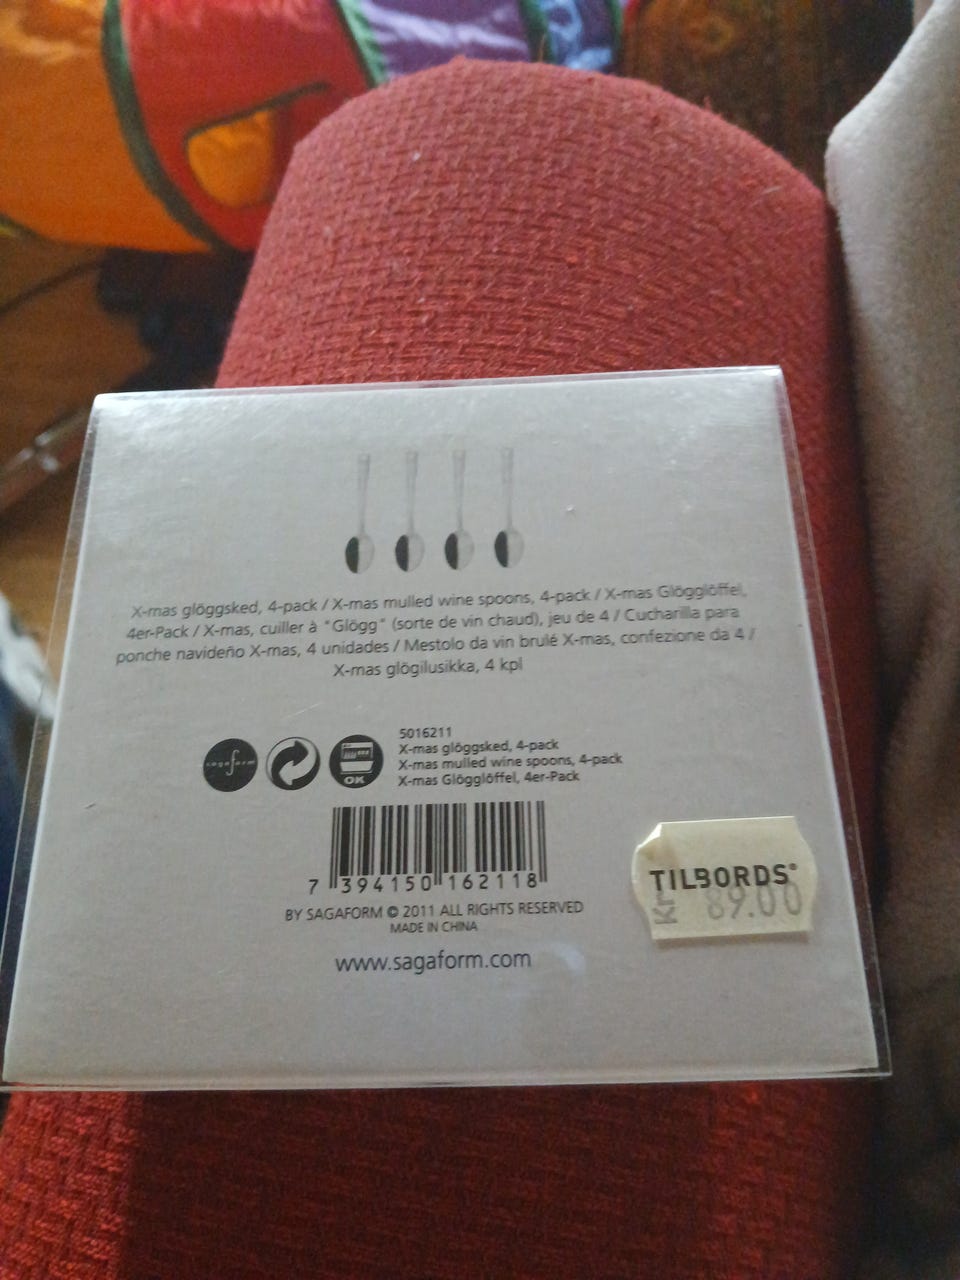 X-mas glöggsked, 4-pack / X-mas mulled wine spoons, 4-pack / X-mas Glögglöffel,
4er-Pack / X-mas, cuiller à "Glögg" (sorte de vin chaud), jeu de 4 / Cucharilla para
ponche navideño X-mas, 4 unidades / Mestolo da vin brulé X-mas, confezione da 4 /
X-mas glögilusikka, 4 kpl
sagaform
OK
5016211
X-mas glöggsked, 4-pack
X-mas mulled wine spoons, 4-pack
X-mas Glögglöffel, 4er-Pack
7 394150 162118
BY SAGAFORM © 2011 ALL RIGHTS RESERVED
MADE IN CHINA
www.sagaform.com
TILBORDS®
Kr 89.00